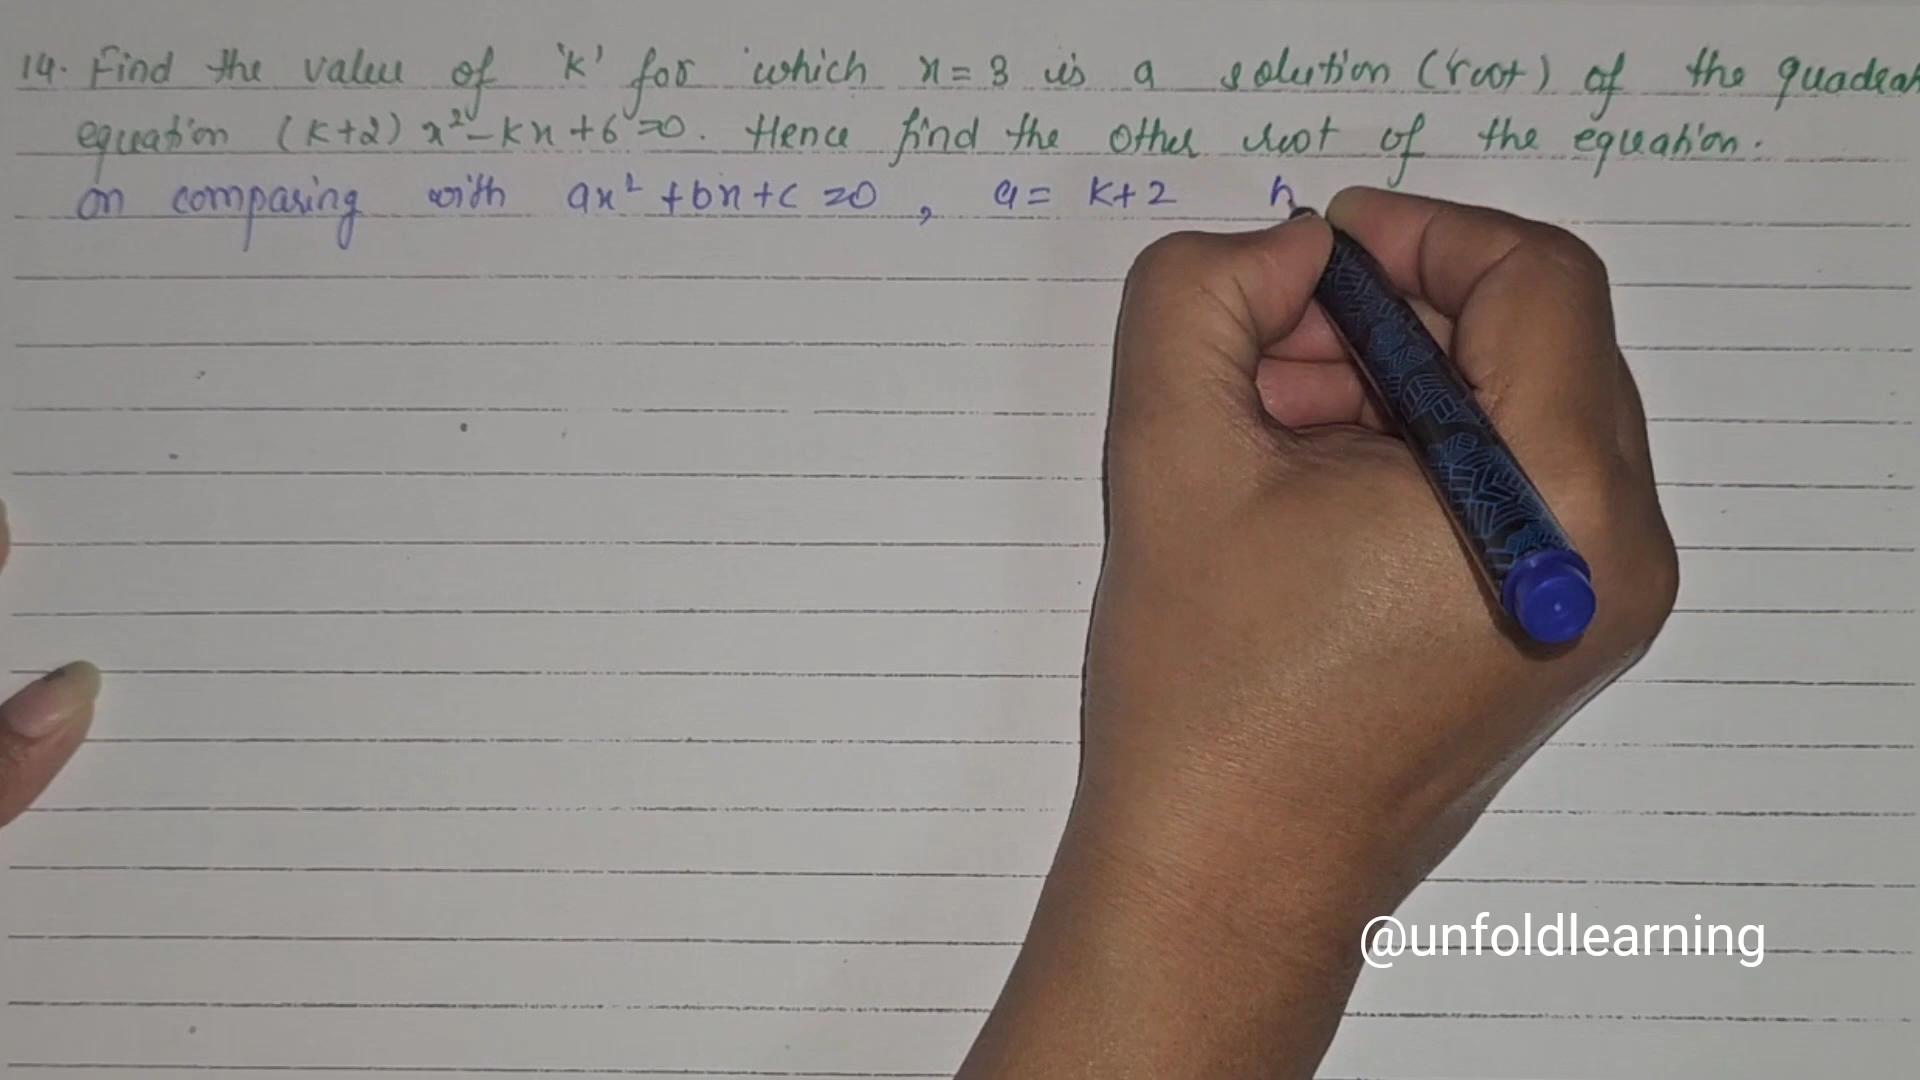 14. Find the value of 'k' for which x = 3 is a solution (root) of the quadrat
equation (k+2) x² - kx + 6 = 0. Hence find the other root of the equation.
on comparing with ax² + bx + c = 0, a = k+2
@unfoldlearning